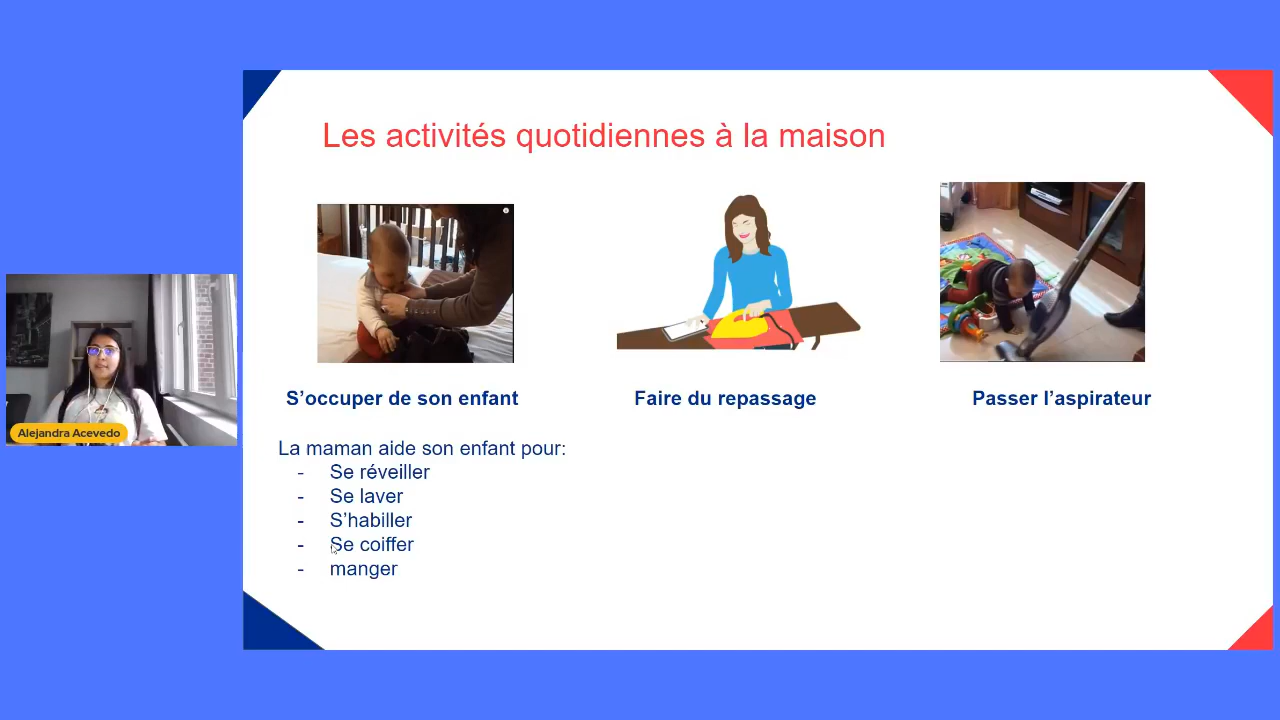 Les activités quotidiennes à la maison
S'occuper de son enfant
Faire du repassage
Passer l'aspirateur
La maman aide son enfant pour:
- Se réveiller
- Se laver
- S'habiller
- Se coiffer
- manger
Alejandra Acevedo